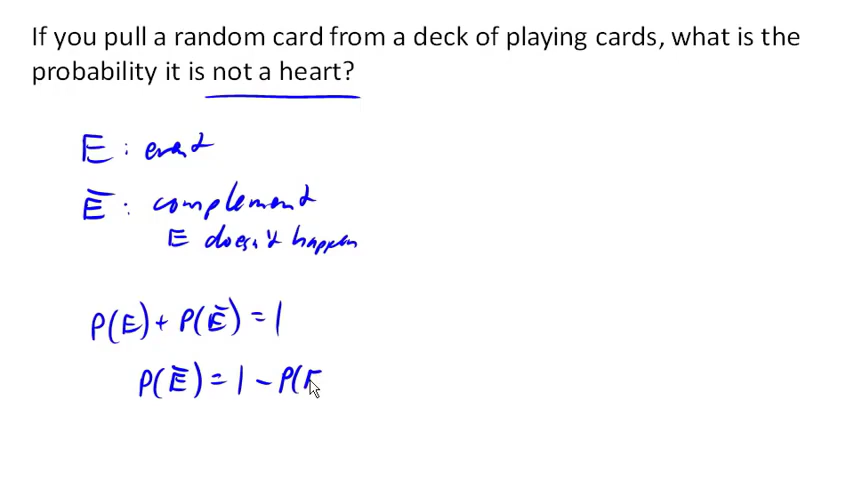 If you pull a random card from a deck of playing cards, what is the
probability it is not a heart?
E : event
Ē : complement
E doesn't happen
P(E) + P(Ē) = 1
P(Ē) = 1 - P(E